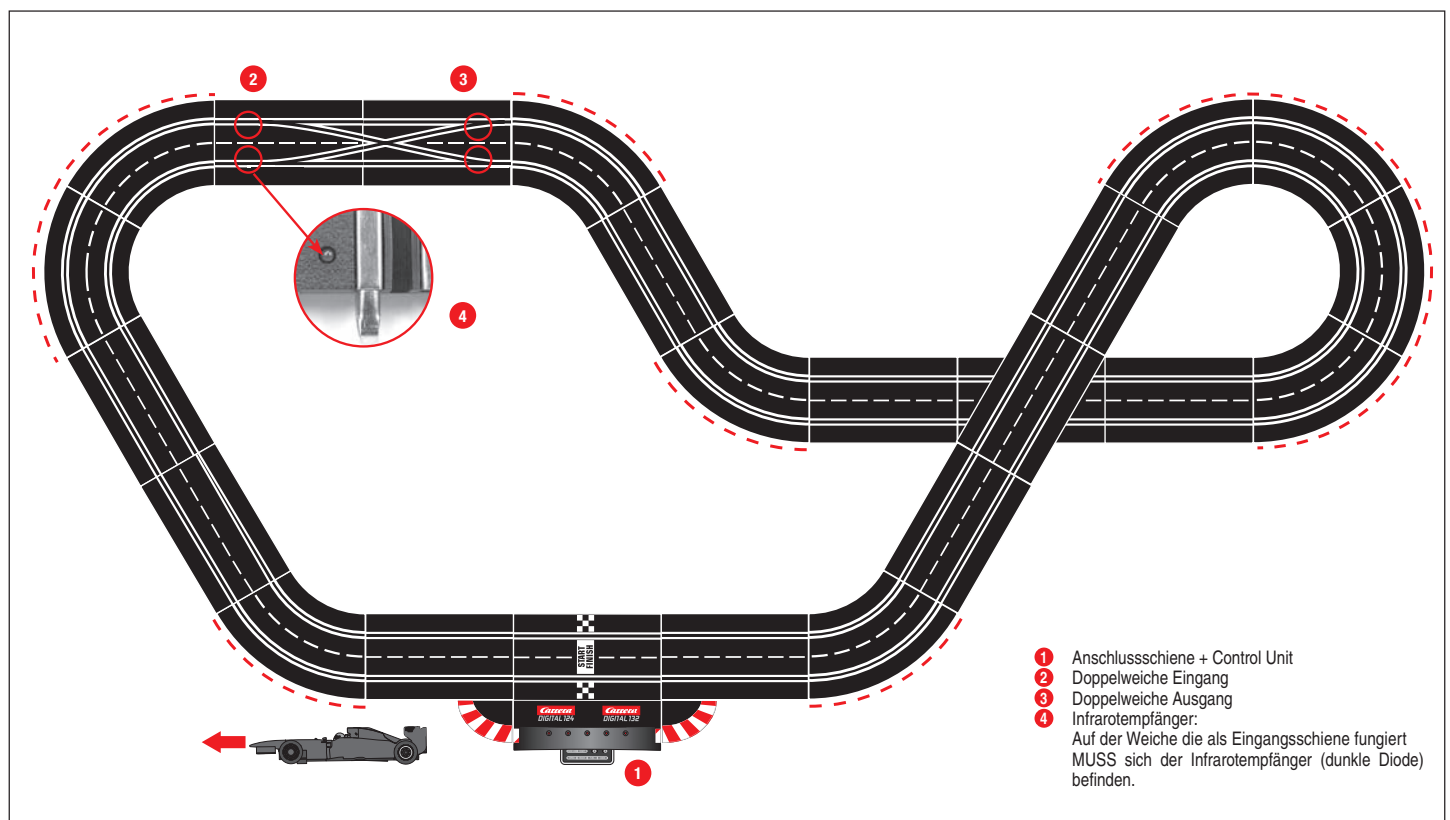 2
3
4
START
FINISH
Carrera Carrera
DIGITAL 124 DIGITAL 132
1
1 Anschlussschiene + Control Unit
2 Doppelweiche Eingang
3 Doppelweiche Ausgang
4 Infrarotempfänger:
Auf der Weiche die als Eingangsschiene fungiert
MUSS sich der Infrarotempfänger (dunkle Diode)
befinden.